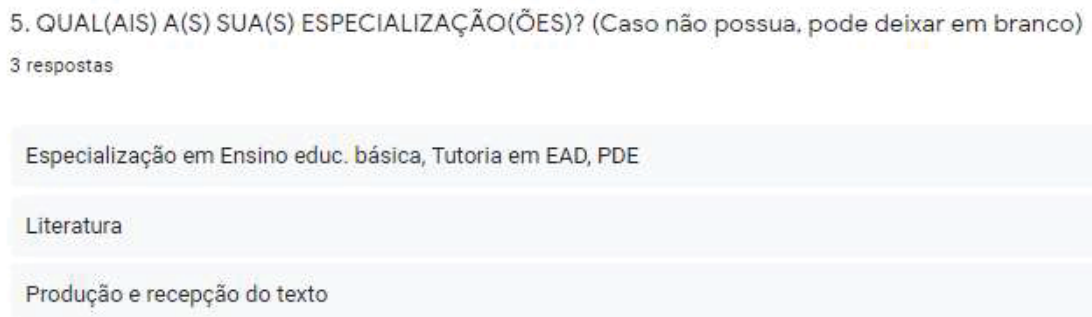 5. QUAL(AIS) A(S) SUA(S) ESPECIALIZAÇÃO(ÕES)? (Caso não possua, pode deixar em branco)
3 respostas
Especialização em Ensino educ. básica, Tutoria em EAD, PDE
Literatura
Produção e recepção do texto